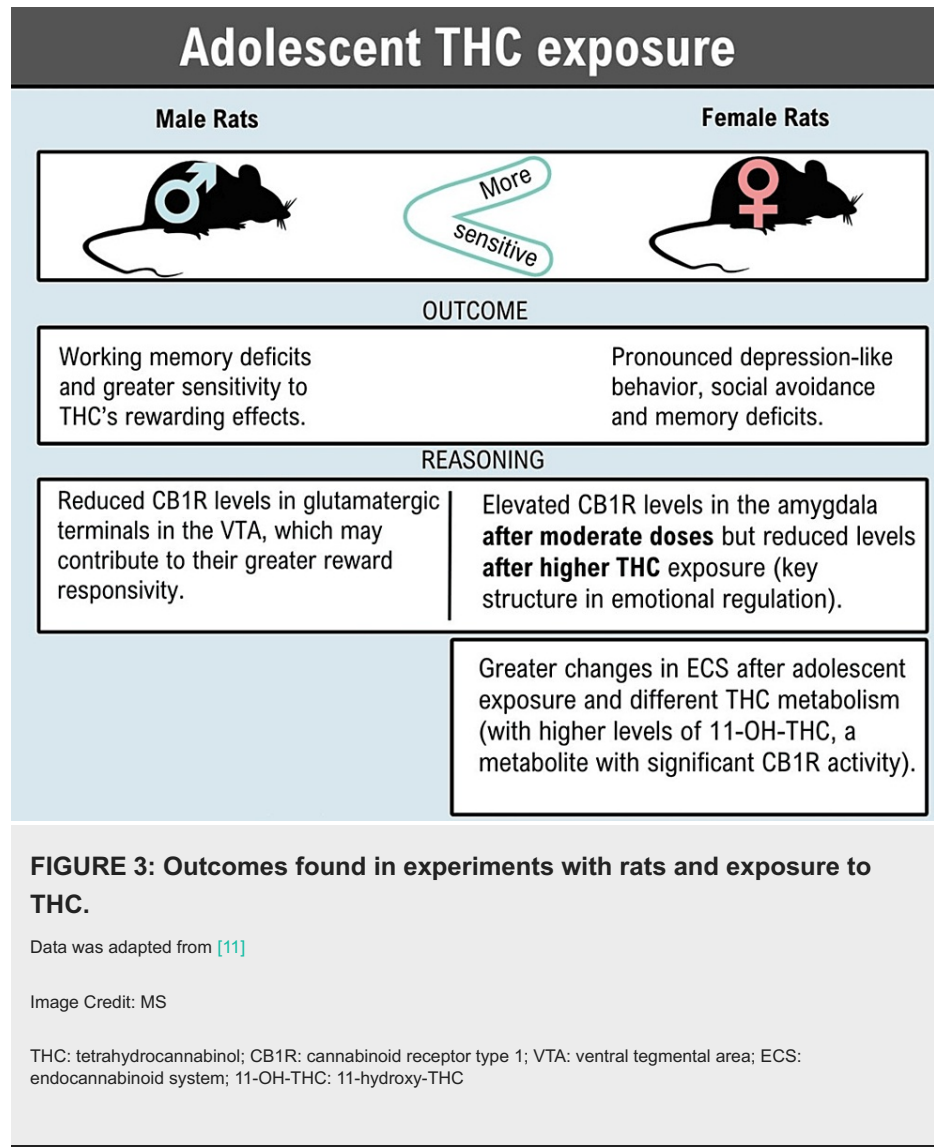 Adolescent THC exposure
Male Rats
Female Rats
More
sensitive
OUTCOME
Working memory deficits
and greater sensitivity to
THC's rewarding effects.
Pronounced depression-like
behavior, social avoidance
and memory deficits.
REASONING
Reduced CB1R levels in glutamatergic
terminals in the VTA, which may
contribute to their greater reward
responsivity.
Elevated CB1R levels in the amygdala
after moderate doses but reduced levels
after higher THC exposure (key
structure in emotional regulation).
Greater changes in ECS after adolescent
exposure and different THC metabolism
(with higher levels of 11-OH-THC, a
metabolite with significant CB1R activity).
FIGURE 3: Outcomes found in experiments with rats and exposure to
THC.
Data was adapted from [11]
Image Credit: MS
THC: tetrahydrocannabinol; CB1R: cannabinoid receptor type 1; VTA: ventral tegmental area; ECS:
endocannabinoid system; 11-OH-THC: 11-hydroxy-THC